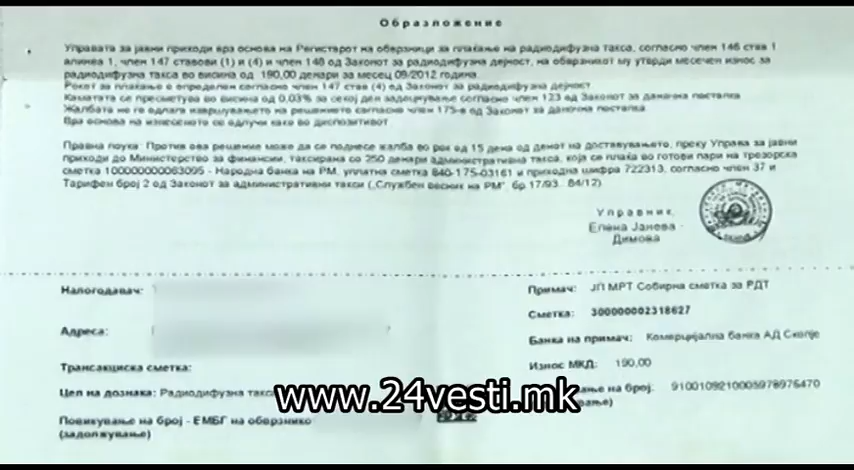 Образложение
Управата за јавни приходи врз основа на Регистарот на обврзници за плаќање на радиодифузна такса, согласно член 146 став 1
алинеа 1, член 147 ставови (1) и (4) и член 148 од Законот за радиодифузна дејност, на обврзникот му утврди месечен износ за
радиодифузна такса во висина од 190,00 денари за месец 09/2012 година.
Рокот за плаќање е определен согласно член 147 став (4) од Законот за радиодифузна дејност.
Каматата се пресметува во висина од 0,03% за секој ден задоцнување согласно член 123 од Законот за даночна постапка
Жалбата не го одлага извршувањето на решението согласно член 175-в од Законот за даночна постапка.
Врз основа на изнесеното се одлучи како во диспозитивот
Правна поука: Против ова решение може да се поднесе жалба во рок од 15 дена од денот на доставувањето, преку Управа за јавни
приходи до Министерство за финансии, таксирана со 250 денари административна такса, која се плаќа во готови пари на трезорска
сметка 100000000063095 - Народна банка на РМ, уплатна сметка 840-175-03161 и приходна шифра 722313, согласно член 37 и
Тарифен број 2 од Законот за административни такси („Службен весник на РМ", бр 17/93.. 84/12)
Управник,
Елена Јанева -
Димова
Налогодавач:
Адреса:
Трансакциска сметка:
Цел на дознака: Радиодифузна такса
Повикување на број - ЕМБГ на обврзникo
(задолжување)
Примач: ЈП МРТ Собирна сметка за РДТ
Сметка: 300000002318627
Банка на примач: Комерцијална банка АД Скопје
Износ МКД: 190,00
на број: 9100109210005978976470
www.24vesti.mk